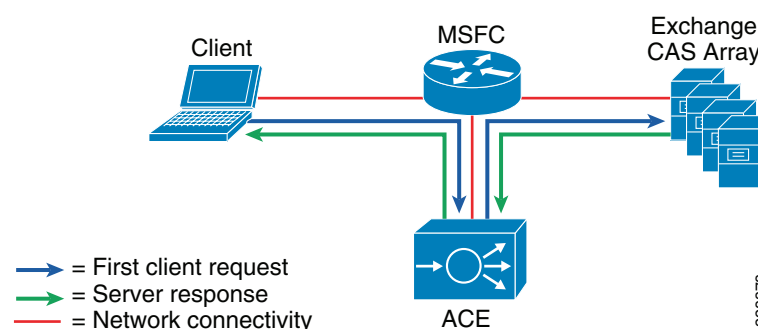 Client
MSFC
Exchange
CAS Array
= First client request
= Server response
= Network connectivity
ACE